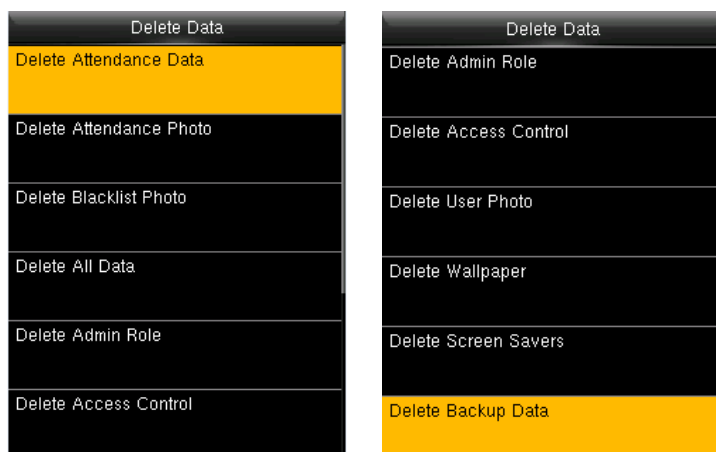 Delete Data
Delete Attendance Data
Delete Attendance Photo
Delete Blacklist Photo
Delete All Data
Delete Admin Role
Delete Access Control
Delete Data
Delete Admin Role
Delete Access Control
Delete User Photo
Delete Wallpaper
Delete Screen Savers
Delete Backup Data